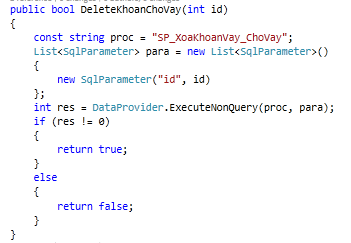 public bool DeleteKhoanChoVay(int id)
{
const string proc = "SP_XoaKhoanVay_ChoVay";
List<SqlParameter> para = new List<SqlParameter>()
{
new SqlParameter("id", id)
};
int res = DataProvider.ExecuteNonQuery(proc, para);
if (res != 0)
{
return true;
}
else
{
return false;
}
}